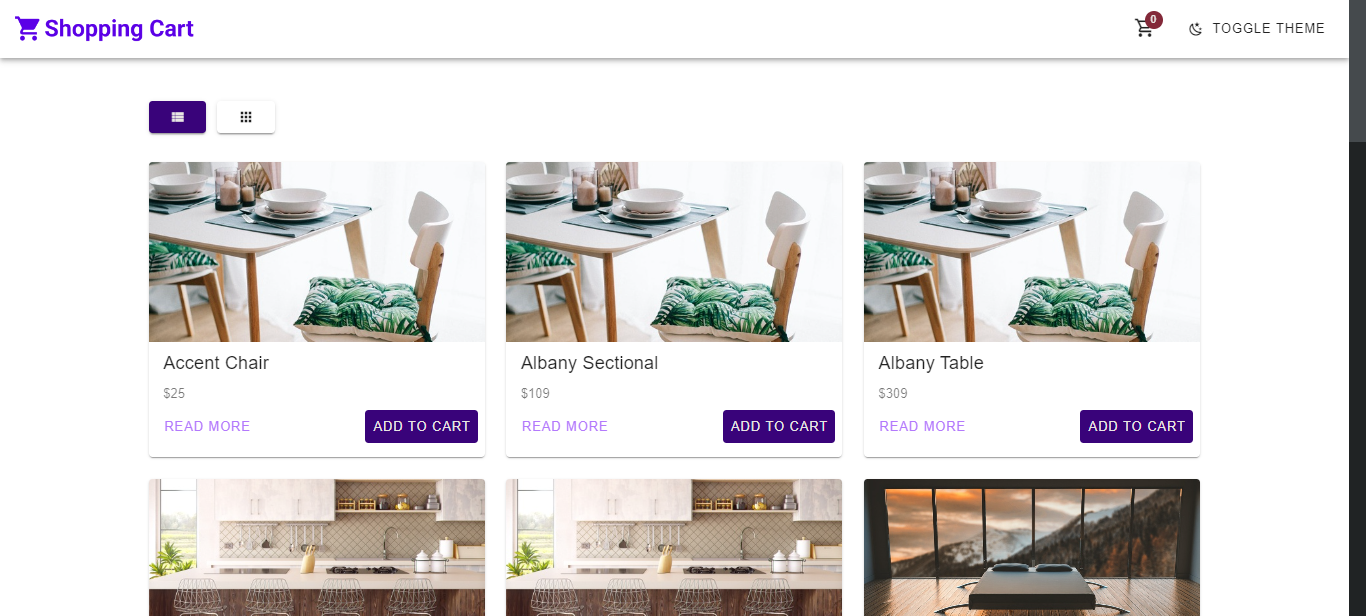 Shopping Cart
0
TOGGLE THEME
Accent Chair
$25
READ MORE
ADD TO CART
Albany Sectional
$109
READ MORE
ADD TO CART
Albany Table
$309
READ MORE
ADD TO CART